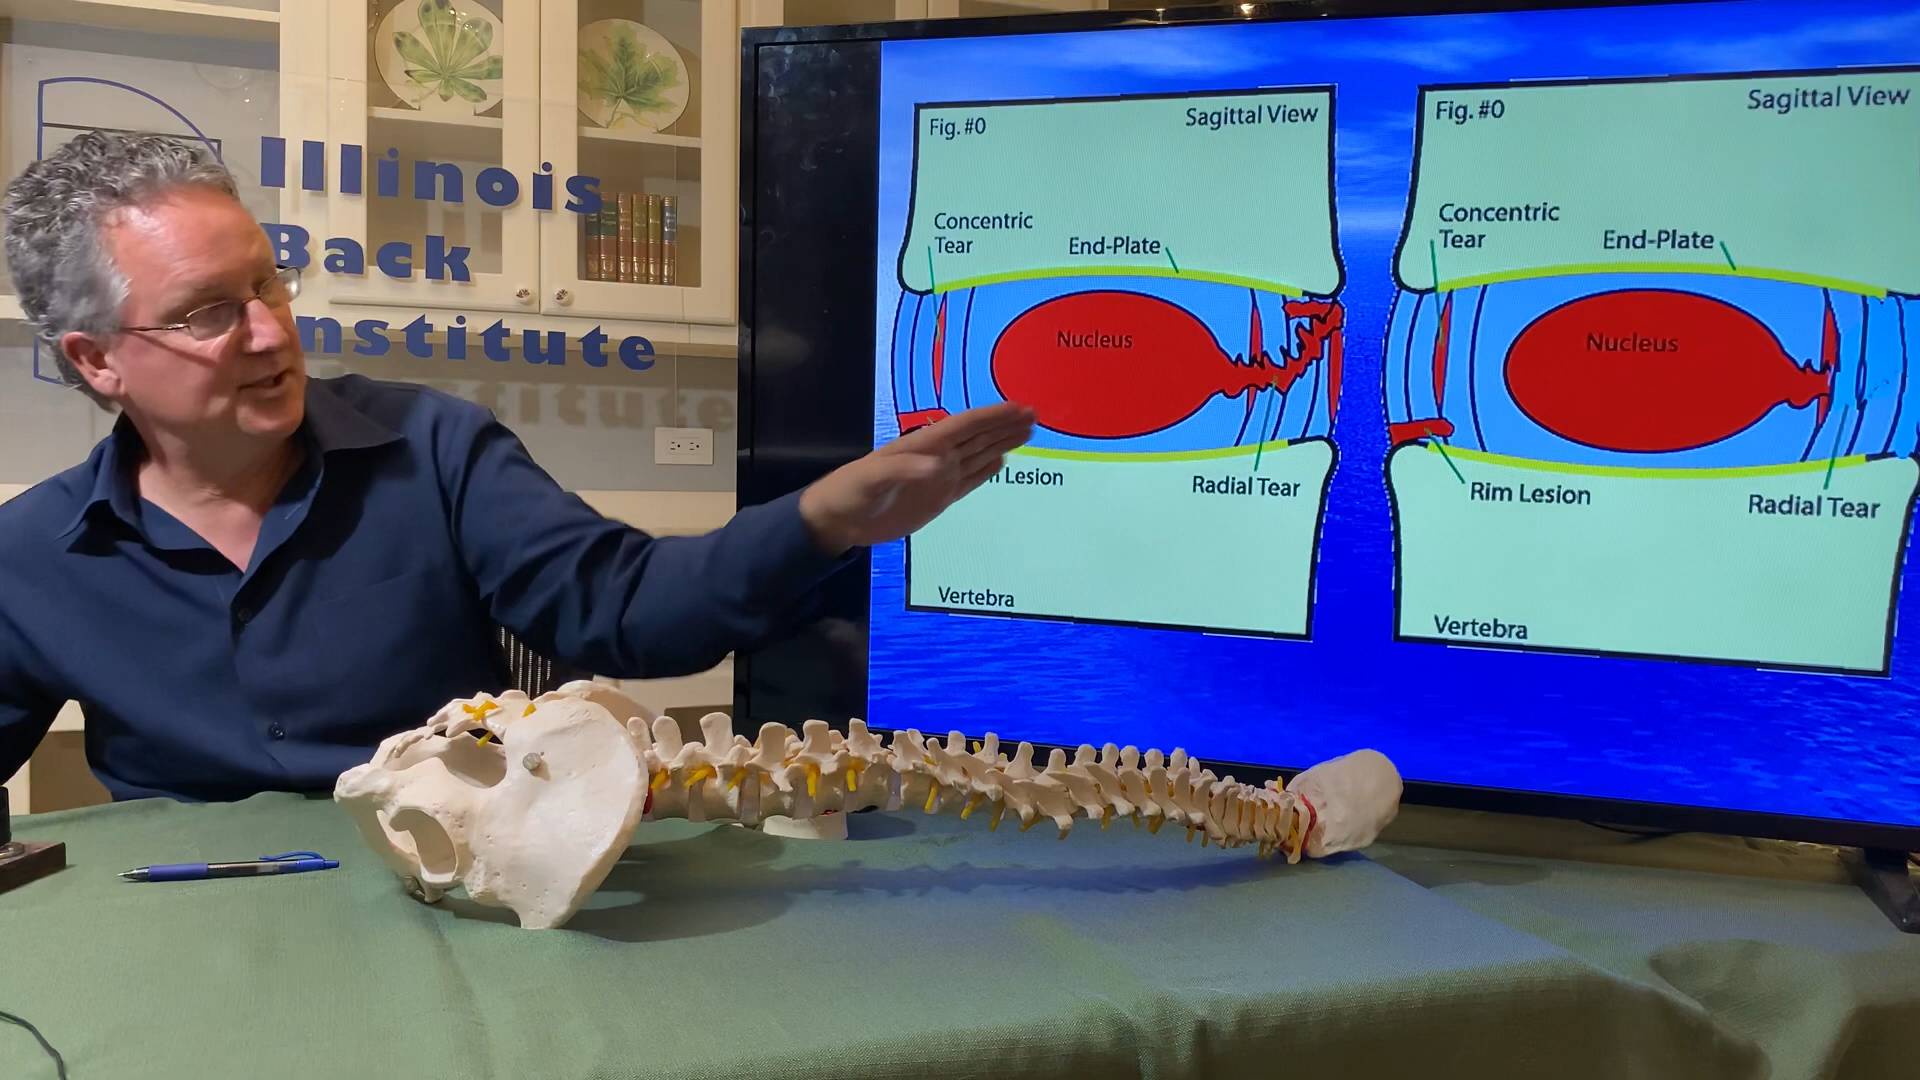 Illinois
Back
nstitute
Fig. #0
Sagittal View
Concentric
Tear
End-Plate
Nucleus
Lesion
Radial Tear
Vertebra
Fig. #0
Sagittal View
Concentric
Tear
End-Plate
Nucleus
Rim Lesion
Radial Tear
Vertebra